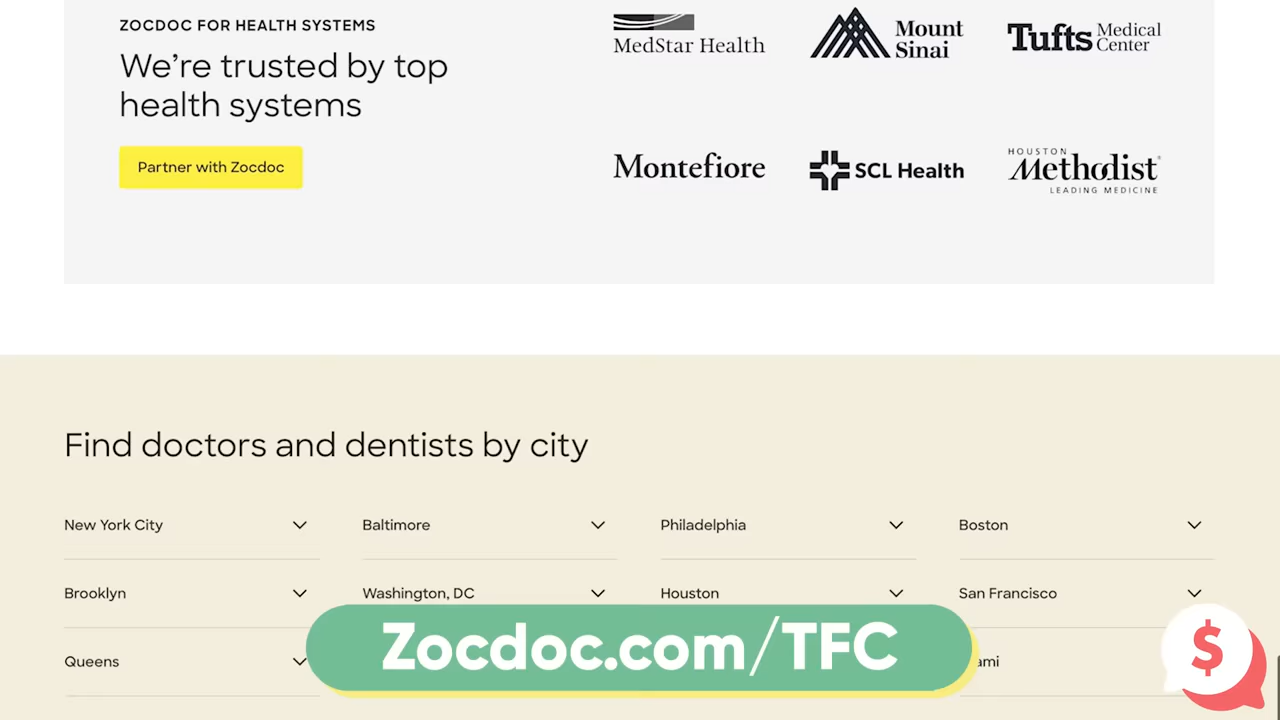 ZOCDOC FOR HEALTH SYSTEMS
We're trusted by top
health systems
Partner with Zocdoc
MedStar Health
Mount
Sinai
Tufts Medical
Center
Montefiore
SCL Health
HOUSTON
Methodist®
LEADING MEDICINE
Find doctors and dentists by city
New York City
Baltimore
Philadelphia
Boston
Brooklyn
Washington, DC
Houston
San Francisco
Queens
ami
Zocdoc.com/TFC
$